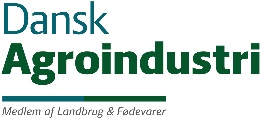 Dansk
Agroindustri
Medlem af Landbrug & Fødevarer